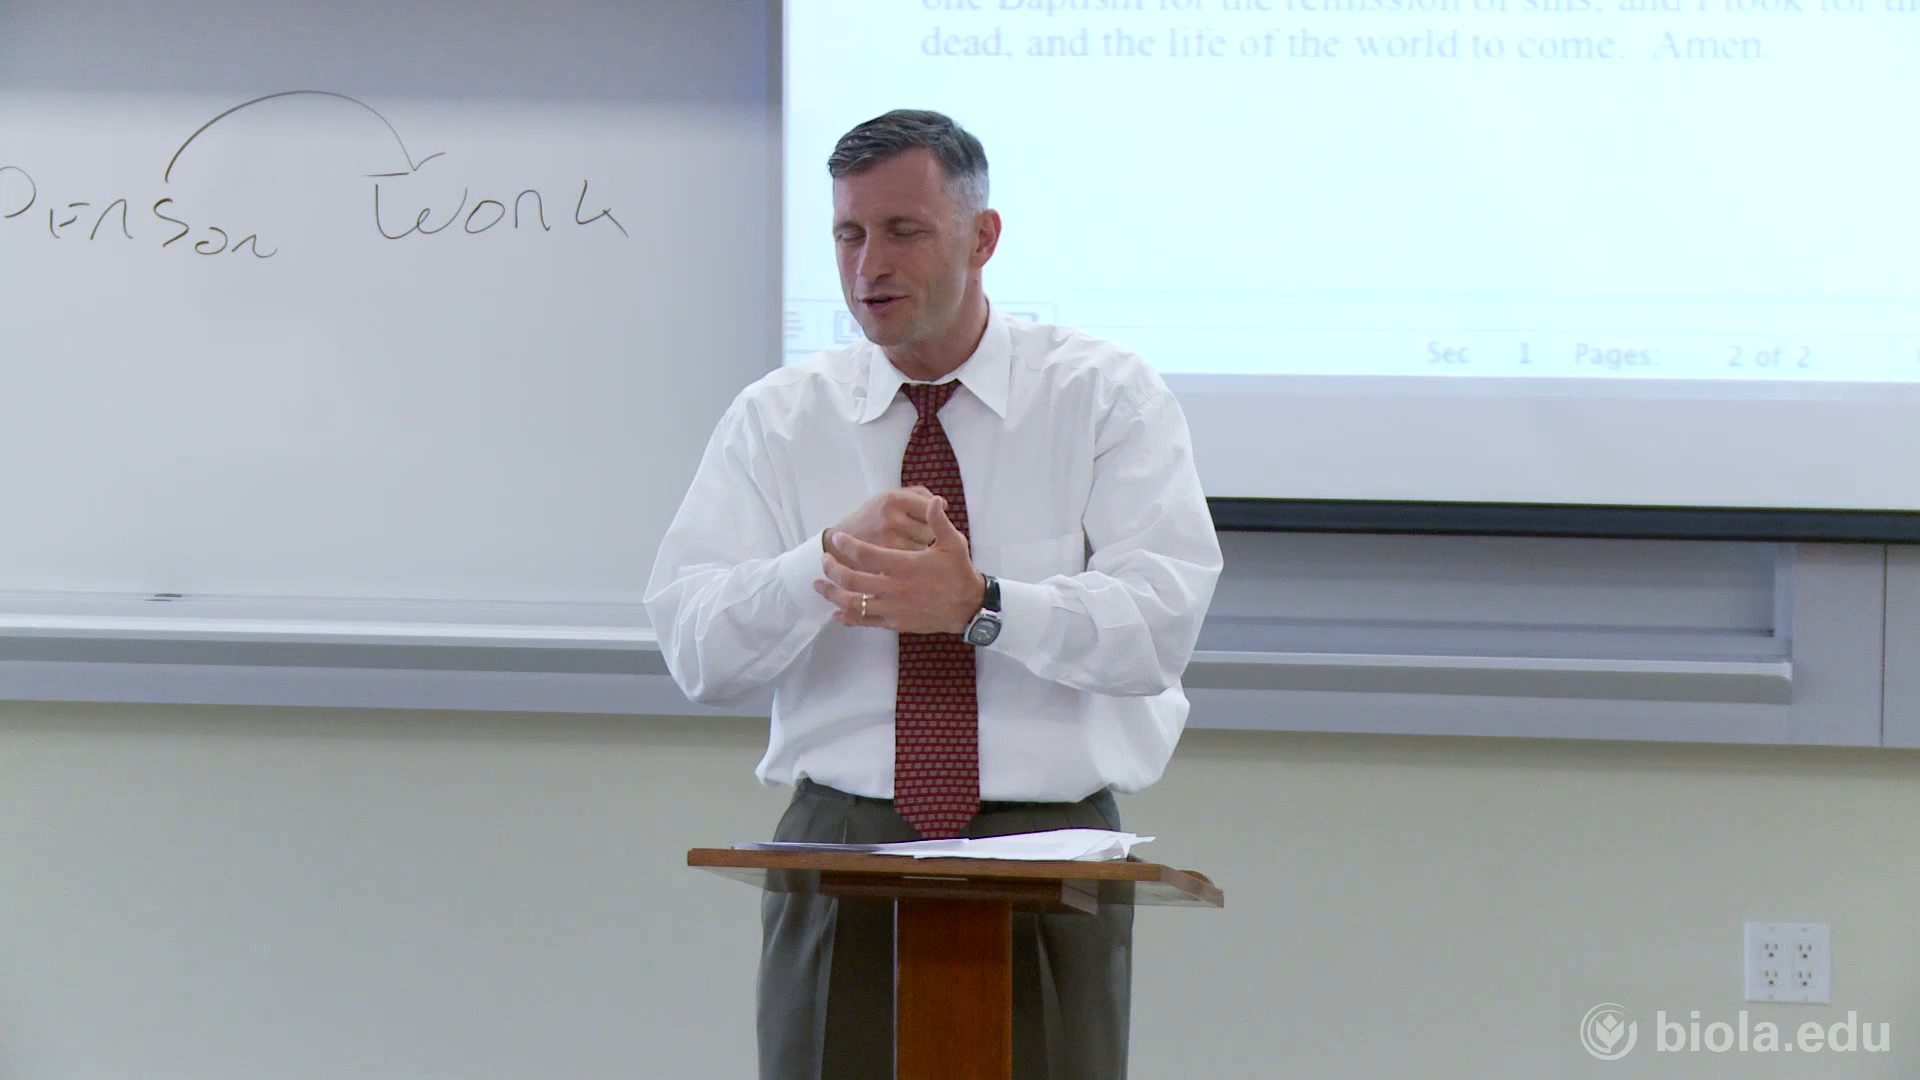 Person Work
one Baptism for the remission of sins, and I look for the
dead, and the life of the world to come. Amen.
Sec 1 Pages: 2 of 2
biola.edu